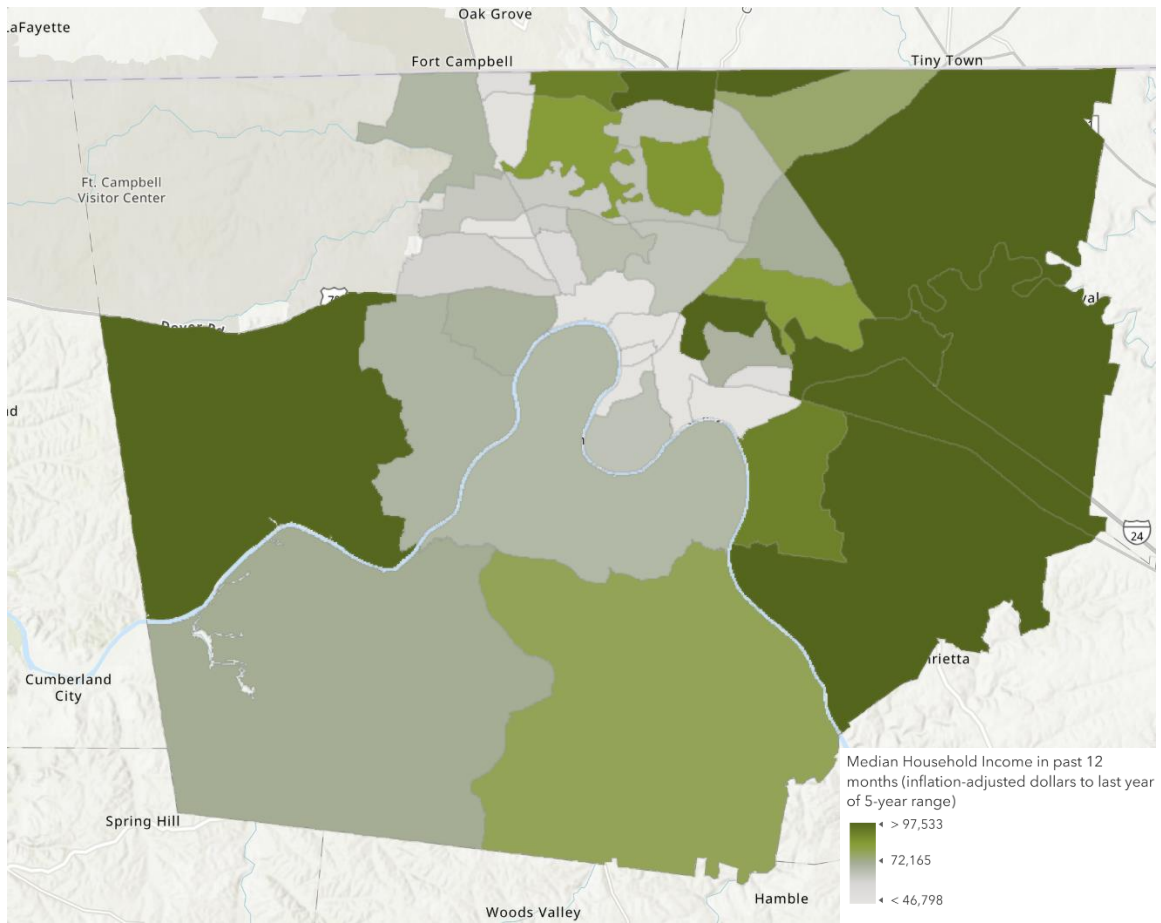 Oak Grove
LaFayette
Fort Campbell
Tiny Town
Ft. Campbell
Visitor Center
Cumberland
City
24
Spring Hill
Woods Valley
Hamble
Median Household Income in past 12
months (inflation-adjusted dollars to last year
of 5-year range)
> 97,533
72,165
< 46,798